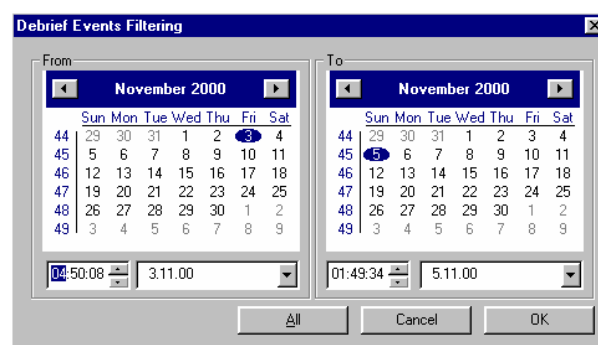 Debrief Events Filtering
From
November 2000
Sun Mon Tue Wed Thu Fri Sat
44 29 30 31 1 2 3 4
45 5 6 7 8 9 10 11
46 12 13 14 15 16 17 18
47 19 20 21 22 23 24 25
48 26 27 28 29 30 1 2
49 3 4 5 6 7 8 9
04:50:08 3.11.00
To
November 2000
Sun Mon Tue Wed Thu Fri Sat
44 29 30 31 1 2 3 4
45 5 6 7 8 9 10 11
46 12 13 14 15 16 17 18
47 19 20 21 22 23 24 25
48 26 27 28 29 30 1 2
49 3 4 5 6 7 8 9
01:49:34 5.11.00
All Cancel OK